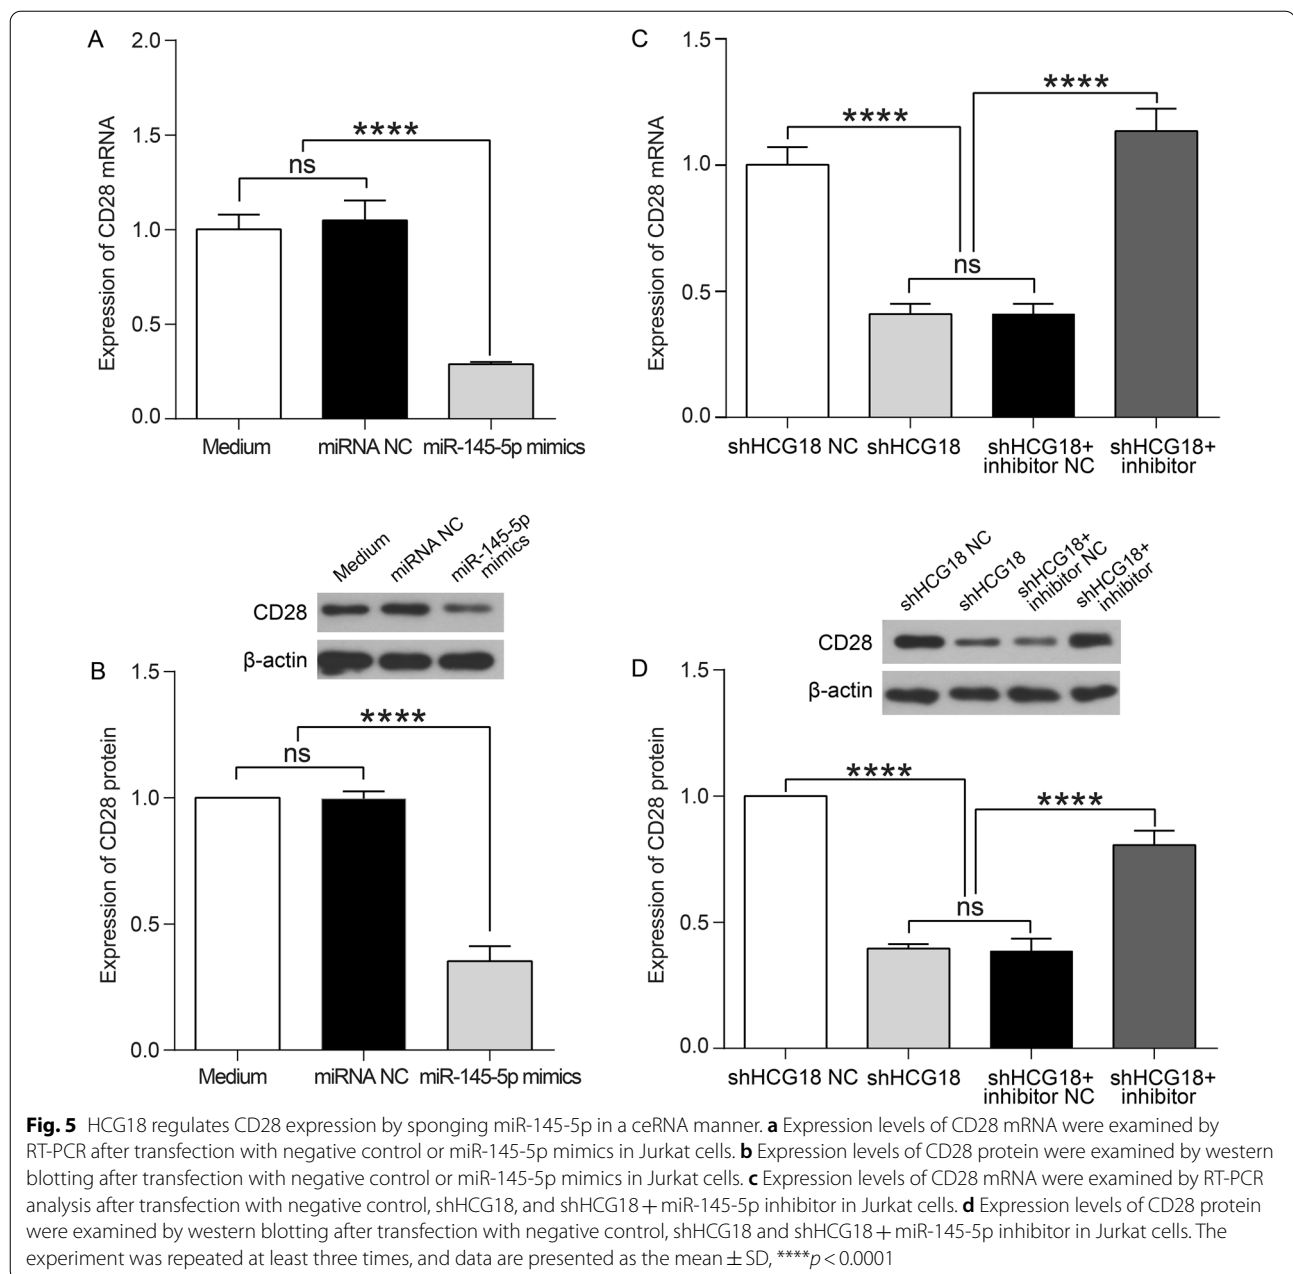 A
2.0
1.5
1.0
0.5
0.0
Expression of CD28 mRNA
ns
****
Medium
miRNA NC
miR-145-5p mimics
C
1.5
1.0
0.5
0.0
Expression of CD28 mRNA
****
ns
****
shHCG18 NC
shHCG18
shHCG18+
inhibitor NC
shHCG18+
inhibitor
Medium
miRNA NC
miR-145-5p
mimics
CD28
β-actin
B
1.5
1.0
0.5
0.0
Expression of CD28 protein
ns
****
Medium
miRNA NC
miR-145-5p mimics
shHCG18 NC
shHCG18
shHCG18+
inhibitor NC
shHCG18+
inhibitor
CD28
β-actin
D
1.5
1.0
0.5
0.0
Expression of CD28 protein
****
ns
****
shHCG18 NC
shHCG18
shHCG18+
inhibitor NC
shHCG18+
inhibitor
Fig. 5 HCG18 regulates CD28 expression by sponging miR-145-5p in a ceRNA manner. a Expression levels of CD28 mRNA were examined by
RT-PCR after transfection with negative control or miR-145-5p mimics in Jurkat cells. b Expression levels of CD28 protein were examined by western
blotting after transfection with negative control or miR-145-5p mimics in Jurkat cells. c Expression levels of CD28 mRNA were examined by RT-PCR
analysis after transfection with negative control, shHCG18, and shHCG18 + miR-145-5p inhibitor in Jurkat cells. d Expression levels of CD28 protein
were examined by western blotting after transfection with negative control, shHCG18 and shHCG18 + miR-145-5p inhibitor in Jurkat cells. The
experiment was repeated at least three times, and data are presented as the mean ± SD, ****p < 0.0001